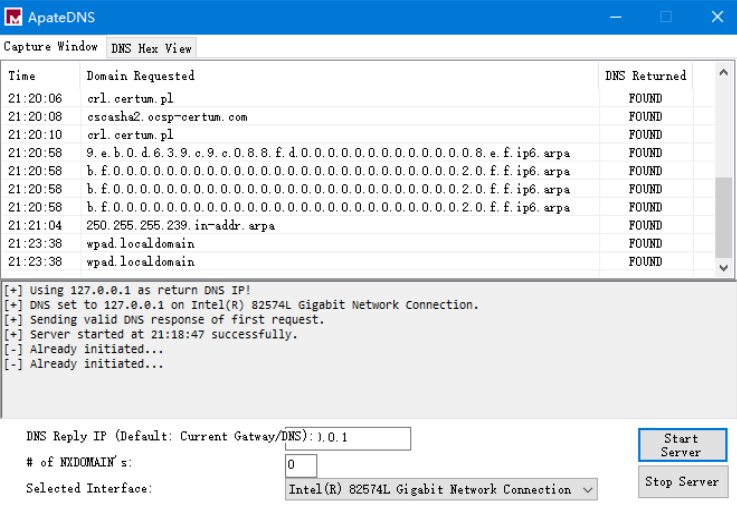 ApateDNS
Capture Window DNS Hex View
Time Domain Requested DNS Returned
21:20:06 crl.certum.pl FOUND
21:20:08 cscasha2.ocsp-certum.com FOUND
21:20:10 crl.certum.pl FOUND
21:20:58 9.e.b.0.d.6.3.9.c.9.c.0.8.8.f.d.0.0.0.0.0.0.0.0.0.0.0.0.0.8.e.f.ip6.arpa FOUND
21:20:58 b.f.0.0.0.0.0.0.0.0.0.0.0.0.0.0.0.0.0.0.0.0.0.0.0.0.0.0.2.0.f.f.ip6.arpa FOUND
21:20:58 b.f.0.0.0.0.0.0.0.0.0.0.0.0.0.0.0.0.0.0.0.0.0.0.0.0.0.0.2.0.f.f.ip6.arpa FOUND
21:20:58 b.f.0.0.0.0.0.0.0.0.0.0.0.0.0.0.0.0.0.0.0.0.0.0.0.0.0.0.2.0.f.f.ip6.arpa FOUND
21:21:04 250.255.255.239.in-addr.arpa FOUND
21:23:38 wpad.localdomain FOUND
21:23:38 wpad.localdomain FOUND
[+] Using 127.0.0.1 as return DNS IP!
[+] DNS set to 127.0.0.1 on Intel(R) 82574L Gigabit Network Connection.
[+] Sending valid DNS response of first request.
[+] Server started at 21:18:47 successfully.
[-] Already initiated...
[-] Already initiated...
DNS Reply IP (Default: Current Gatway/DNS): ).0.1
# of NXDOMAIN's: 0
Selected Interface: Intel(R) 82574L Gigabit Network Connection
Start Server
Stop Server